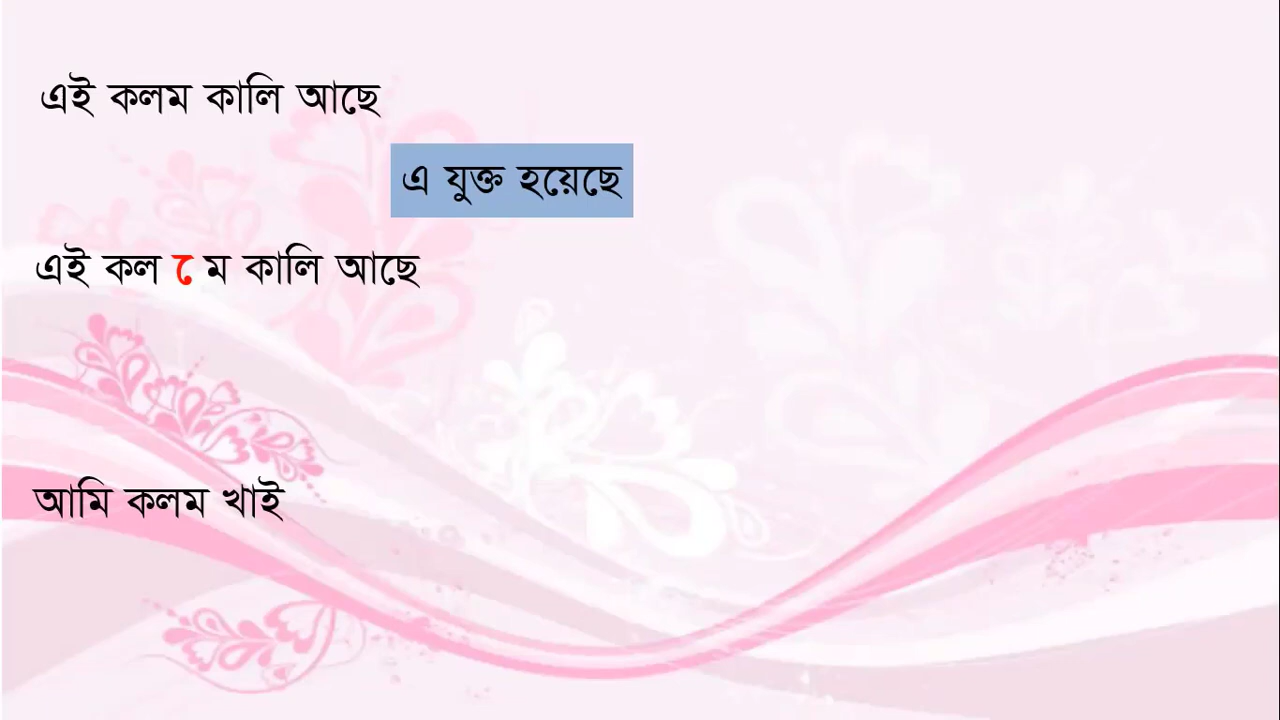 এই কলম কালি আছে
এ যুক্ত হয়েছে
এই কল ে ম কালি আছে
আমি কলম খাই